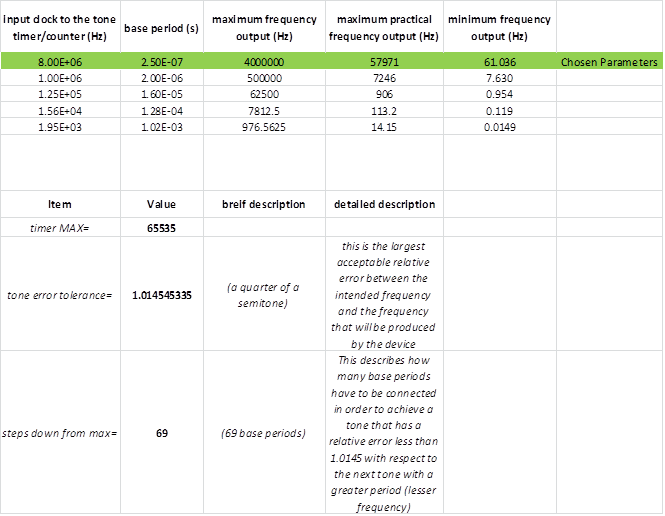 input clock to the tone timer/counter (Hz) base period (s) maximum frequency output (Hz) maximum practical frequency output (Hz) minimum frequency output (Hz)
8.00E+06 2.50E-07 4000000 57971 61.036 Chosen Parameters
1.00E+06 2.00E-06 500000 7246 7.630
1.25E+05 1.60E-05 62500 906 0.954
1.56E+04 1.28E-04 7812.5 113.2 0.119
1.95E+03 1.02E-03 976.5625 14.15 0.0149
Item Value breif description detailed description
timer MAX= 65535
tone error tolerance= 1.014545335 (a quarter of a semitone)
this is the largest
acceptable relative
error between the
intended frequency
and the frequency
that will be produced
by the device
steps down from max= 69 (69 base periods)
This describes how
many base periods
have to be connected
in order to achieve a
tone that has a
relative error less than
1.0145 with respect to
the next tone with a
greater period (lesser
frequency)